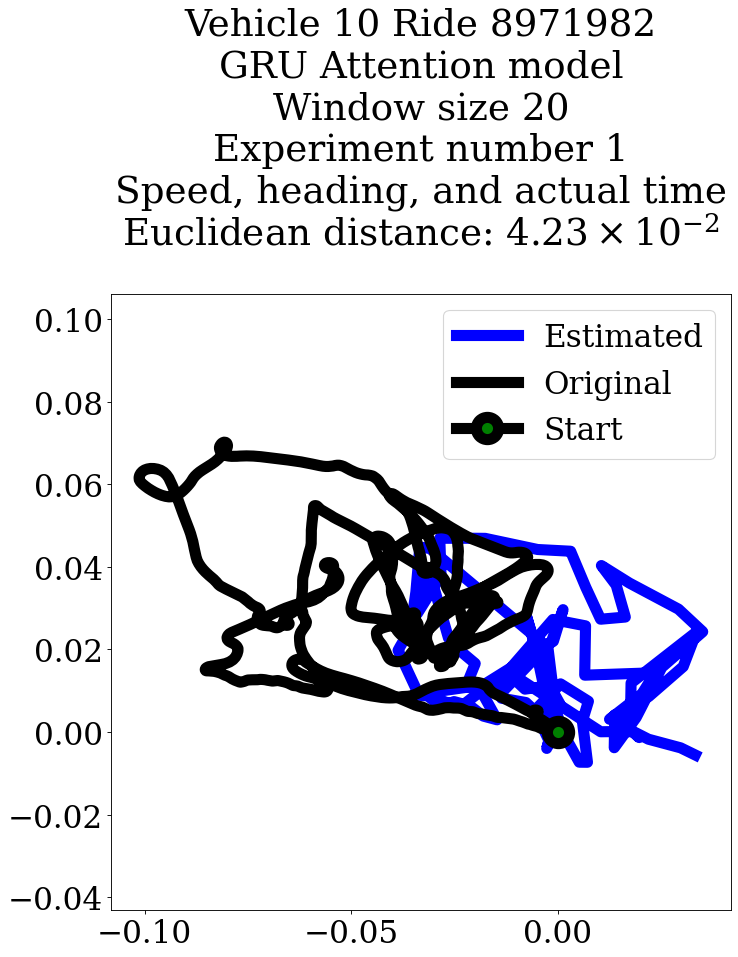 Vehicle 10 Ride 8971982
GRU Attention model
Window size 20
Experiment number 1
Speed, heading, and actual time
Euclidean distance: 4.23 × 10⁻²
Estimated
Original
Start
0.10
0.08
0.06
0.04
0.02
0.00
−0.02
−0.04
−0.10 −0.05 0.00